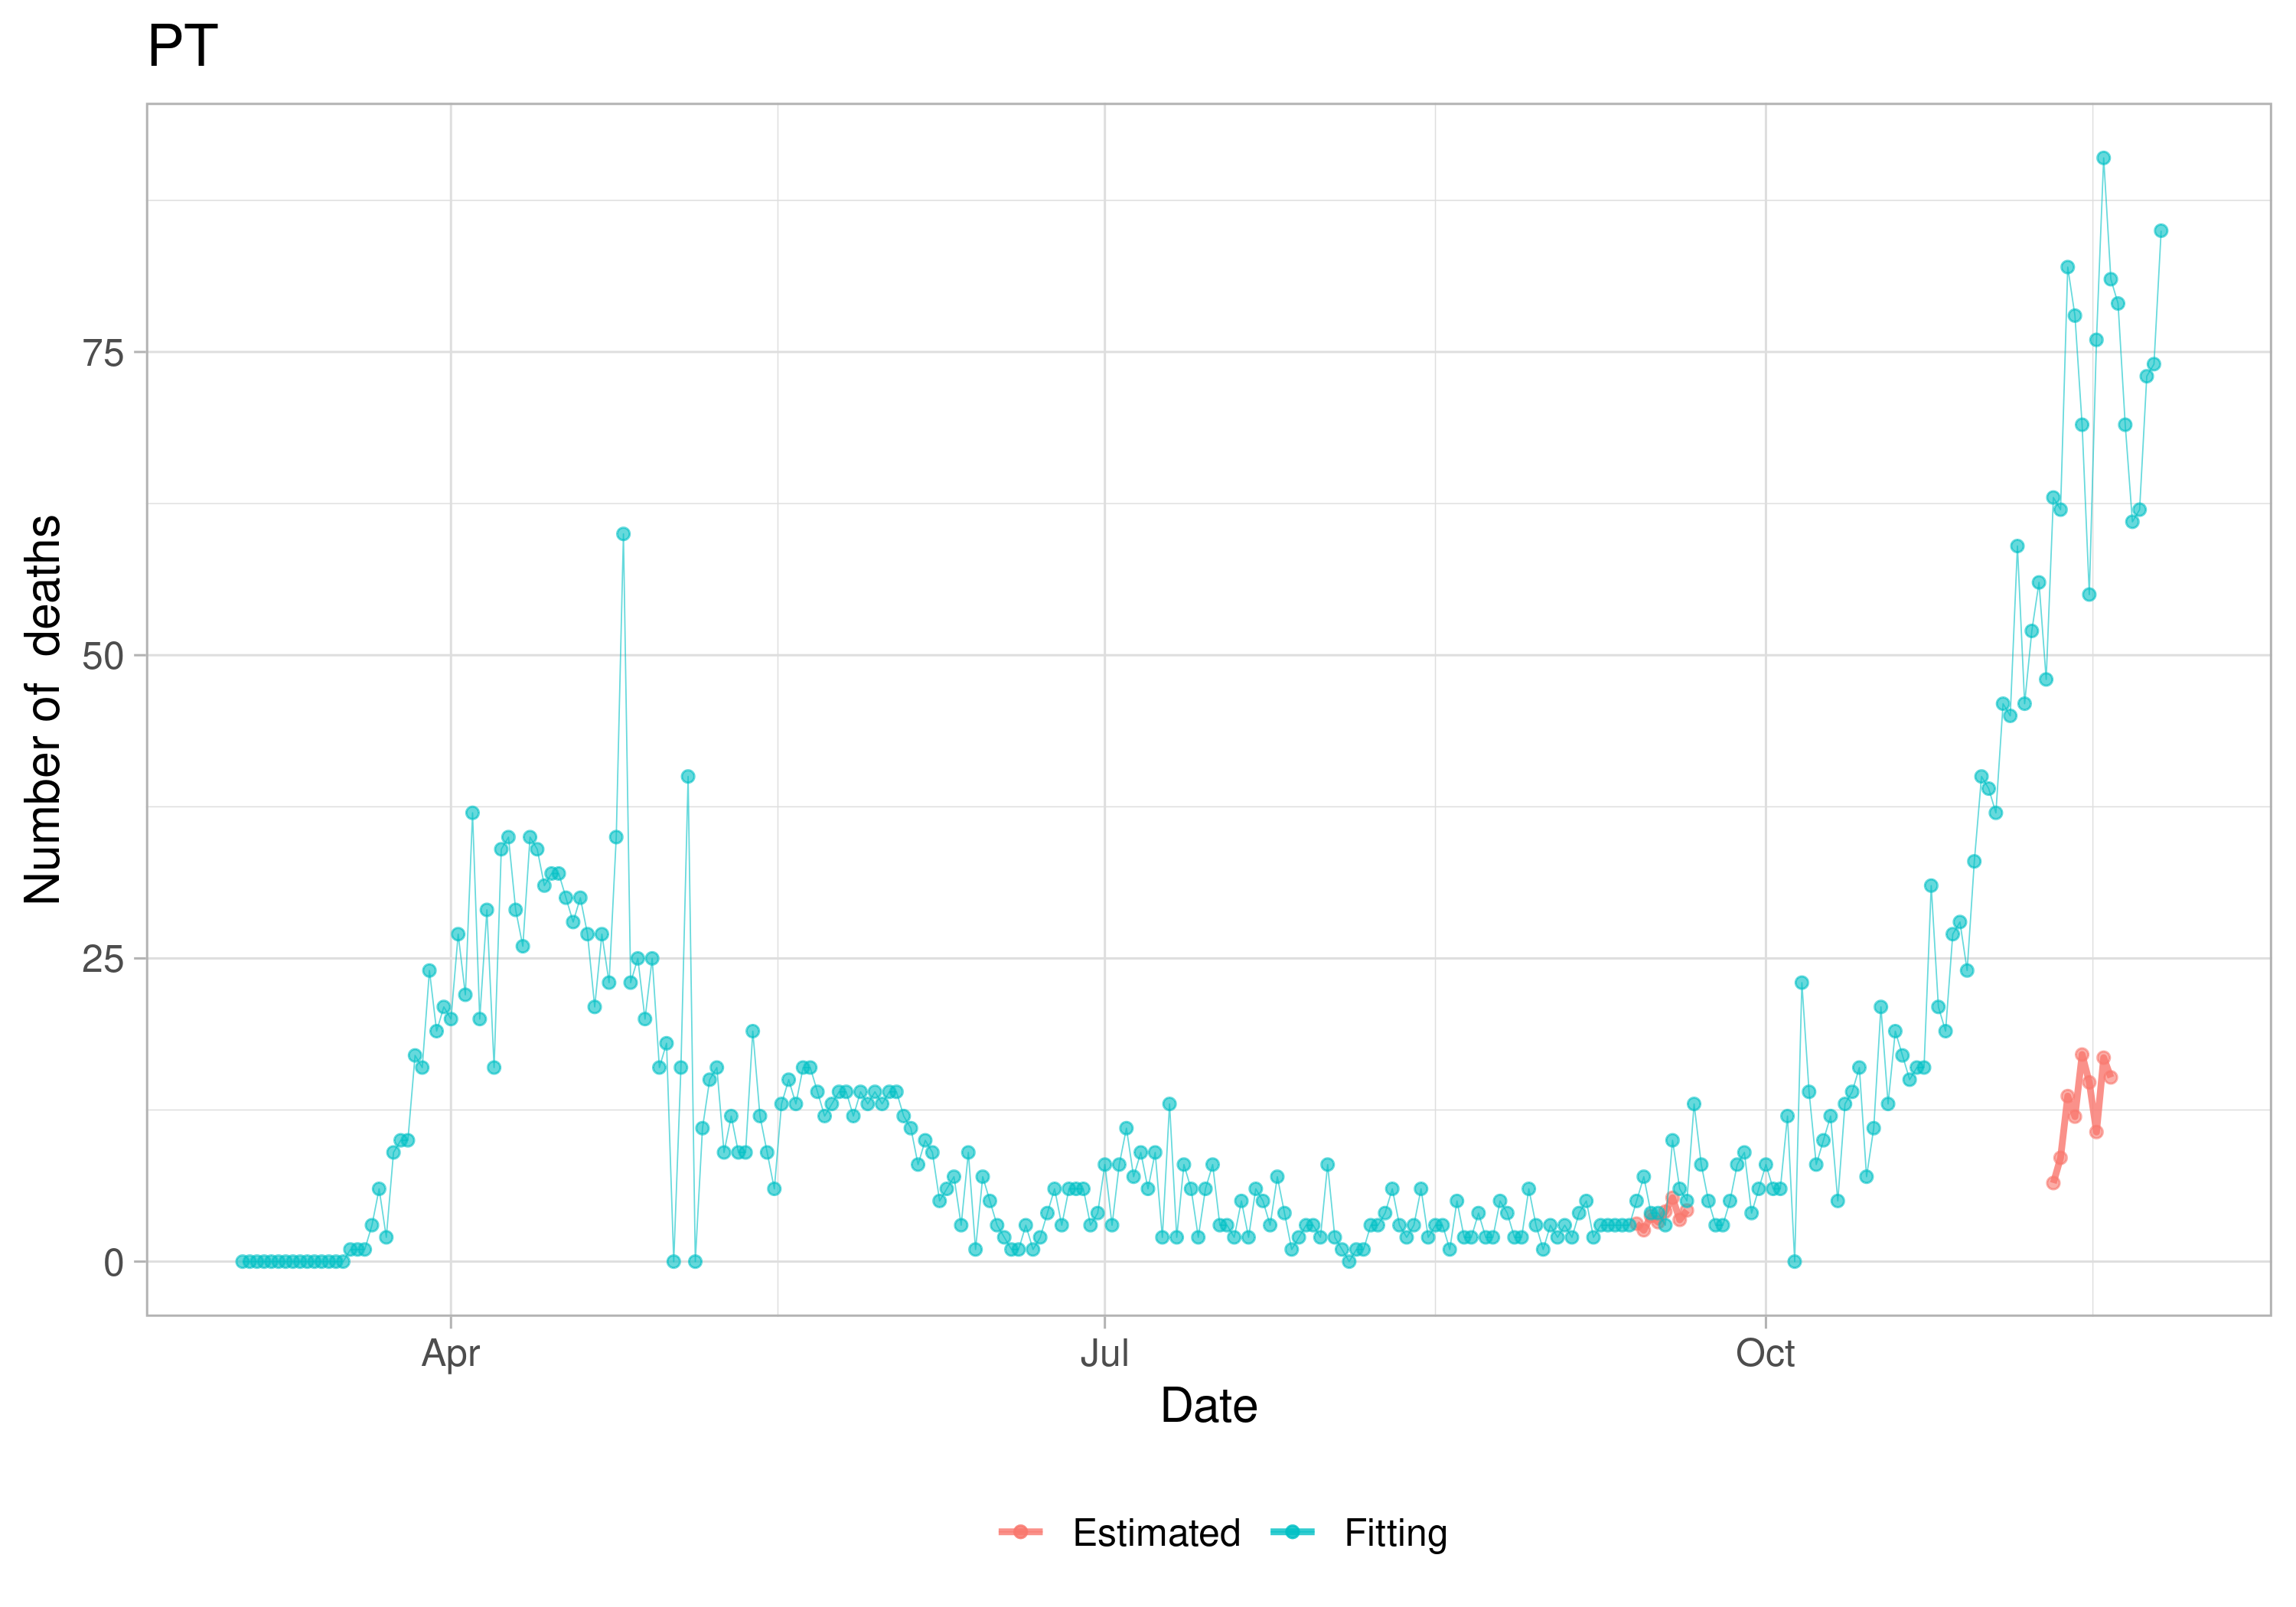 PT
Number of  deaths
75
50
25
0
Apr
Jul
Oct
Date
Estimated
Fitting